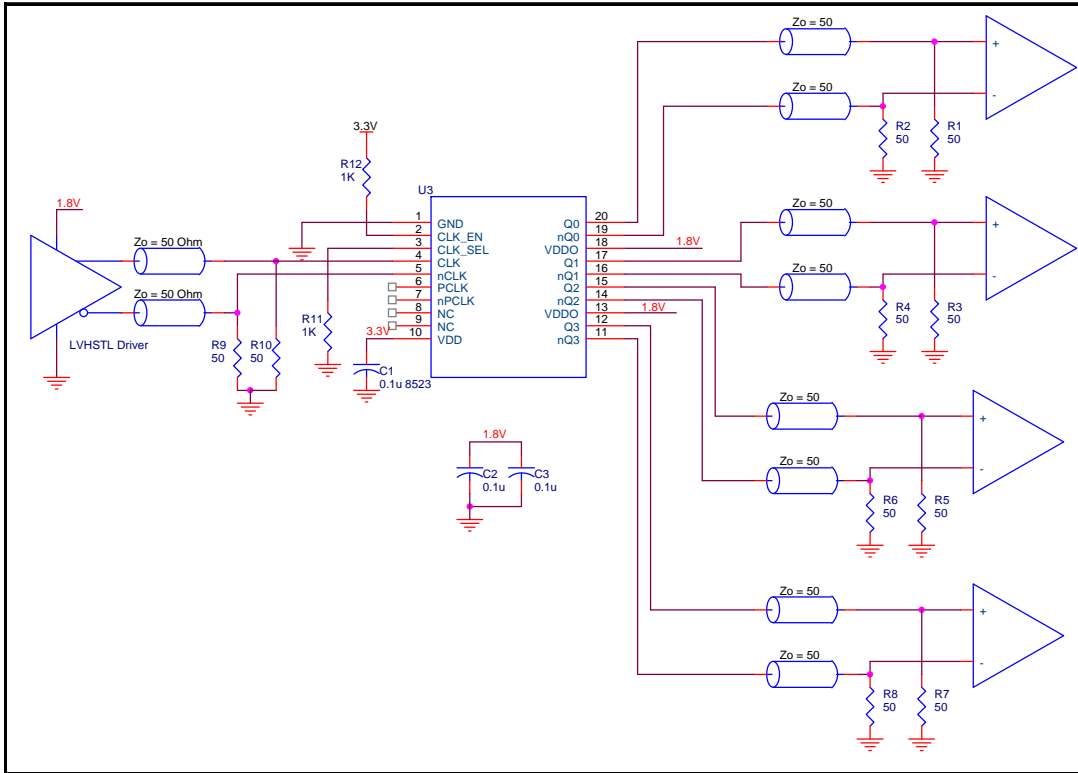 Zo = 50
+
-
R2
50
R1
50
Zo = 50
3.3V
R12
1K
U3
1.8V
Zo = 50 Ohm
Zo = 50 Ohm
LVHSTL Driver
R9
50
R10
50
R11
1K
3.3V
C1
0.1u
8523
1 GND
2 CLK_EN
3 CLK_SEL
4 CLK
5 nCLK
6 PCLK
7 nPCLK
8 NC
9 NC
10 VDD
Q0 20
nQ0 19
VDDO 18
Q1 17
nQ1 16
Q2 15
nQ2 14
VDDO 13
Q3 12
nQ3 11
1.8V
1.8V
Zo = 50
Zo = 50
+
-
R4
50
R3
50
1.8V
C2
0.1u
C3
0.1u
Zo = 50
Zo = 50
+
-
R6
50
R5
50
Zo = 50
Zo = 50
+
-
R8
50
R7
50